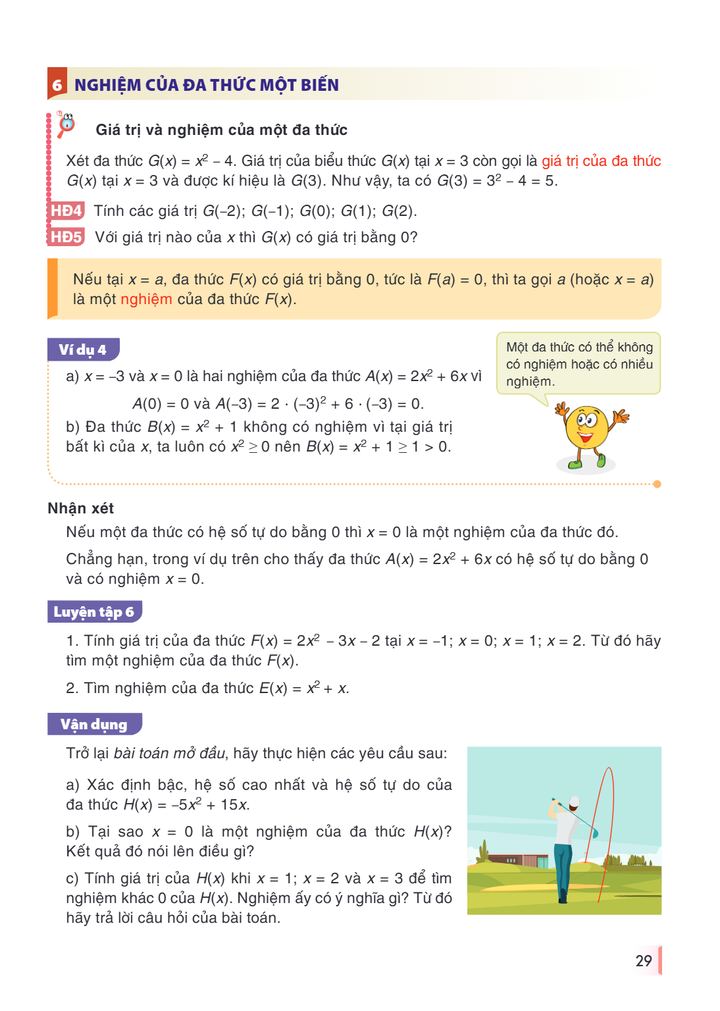 6 NGHIỆM CỦA ĐA THỨC MỘT BIẾN
Giá trị và nghiệm của một đa thức
Xét đa thức G(x) = x² – 4. Giá trị của biểu thức G(x) tại x = 3 còn gọi là giá trị của đa thức
G(x) tại x = 3 và được kí hiệu là G(3). Như vậy, ta có G(3) = 3² – 4 = 5.
HĐ4 Tính các giá trị G(–2); G(–1); G(0); G(1); G(2).
HĐ5 Với giá trị nào của x thì G(x) có giá trị bằng 0?
Nếu tại x = a, đa thức F(x) có giá trị bằng 0, tức là F(a) = 0, thì ta gọi a (hoặc x = a)
là một nghiệm của đa thức F(x).
Ví dụ 4
a) x = –3 và x = 0 là hai nghiệm của đa thức A(x) = 2x² + 6x vì
A(0) = 0 và A(–3) = 2 · (–3)² + 6 · (–3) = 0.
b) Đa thức B(x) = x² + 1 không có nghiệm vì tại giá trị
bất kì của x, ta luôn có x² ≥ 0 nên B(x) = x² + 1 ≥ 1 > 0.
Một đa thức có thể không
có nghiệm hoặc có nhiều
nghiệm.
Nhận xét
Nếu một đa thức có hệ số tự do bằng 0 thì x = 0 là một nghiệm của đa thức đó.
Chẳng hạn, trong ví dụ trên cho thấy đa thức A(x) = 2x² + 6x có hệ số tự do bằng 0
và có nghiệm x = 0.
Luyện tập 6
1. Tính giá trị của đa thức F(x) = 2x² – 3x – 2 tại x = –1; x = 0; x = 1; x = 2. Từ đó hãy
tìm một nghiệm của đa thức F(x).
2. Tìm nghiệm của đa thức E(x) = x² + x.
Vận dụng
Trở lại bài toán mở đầu, hãy thực hiện các yêu cầu sau:
a) Xác định bậc, hệ số cao nhất và hệ số tự do của
đa thức H(x) = –5x² + 15x.
b) Tại sao x = 0 là một nghiệm của đa thức H(x)?
Kết quả đó nói lên điều gì?
c) Tính giá trị của H(x) khi x = 1; x = 2 và x = 3 để tìm
nghiệm khác 0 của H(x). Nghiệm ấy có ý nghĩa gì? Từ đó
hãy trả lời câu hỏi của bài toán.
29